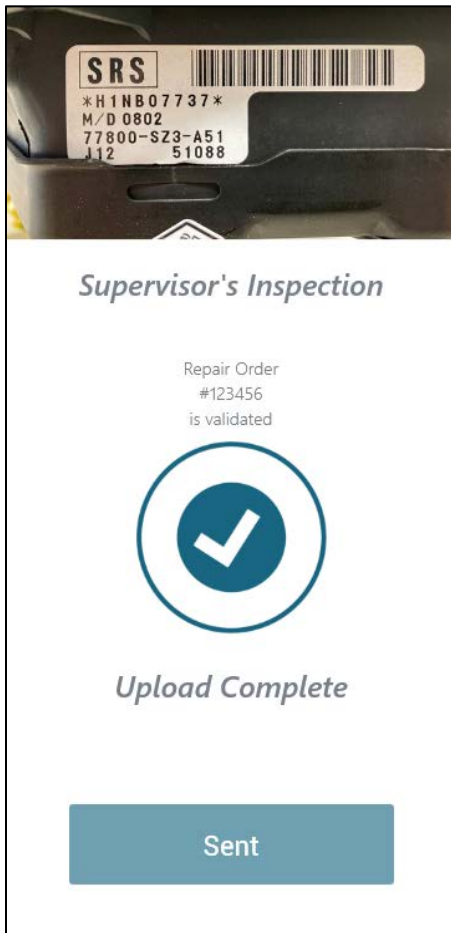 SRS
*H1NB07737*
M/D 0802
77800-SZ3-A51
J12 51088
Supervisor's Inspection
Repair Order
#123456
is validated
Upload Complete
Sent